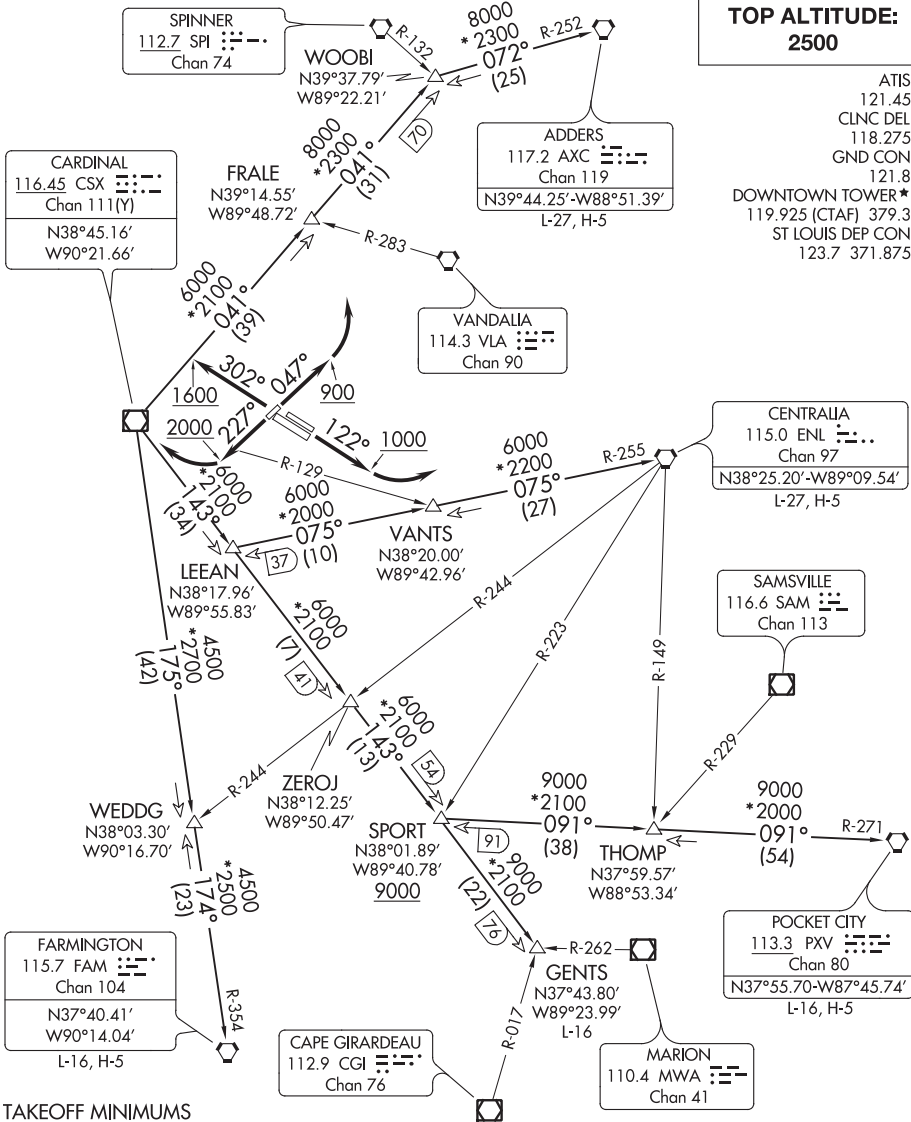 SPINNER
112.7 SPI
Chan 74
WOOBI
N39°37.79'
W89°22.21'
R-132
8000
*2300
072°
(25)
R-252
TOP ALTITUDE:
2500
ATIS
121.45
CLNC DEL
118.275
GND CON
121.8
DOWNTOWN TOWER★
119.925 (CTAF) 379.3
ST LOUIS DEP CON
123.7 371.875
70
ADDERS
117.2 AXC
Chan 119
N39°44.25'-W88°51.39'
L-27, H-5
CARDINAL
116.45 CSX
Chan 111(Y)
N38°45.16'
W90°21.66'
FRALE
N39°14.55'
W89°48.72'
8000
*2300
041°
(31)
R-283
VANDALIA
114.3 VLA
Chan 90
6000
*2100
041°
(39)
302°
047°
1600
900
2000
227°
122°
1000
R-129
CENTRALIA
115.0 ENL
Chan 97
N38°25.20'-W89°09.54'
L-27, H-5
6000
*2200
075°
(27)
R-255
6000
*2100
143°
(34)
6000
*2000
075°
(10)
37
VANTS
N38°20.00'
W89°42.96'
LEEAN
N38°17.96'
W89°55.83'
R-244
R-223
R-149
SAMSVILLE
116.6 SAM
Chan 113
R-229
6000
*2100
(7)
41
4500
*2700
175°
(42)
6000
*2100
143°
(13)
54
ZEROJ
N38°12.25'
W89°50.47'
R-244
WEDDG
N38°03.30'
W90°16.70'
SPORT
N38°01.89'
W89°40.78'
9000
91
9000
*2100
091°
(38)
THOMP
N37°59.57'
W88°53.34'
9000
*2000
091°
(54)
R-271
9000
*2100
(22)
76
4500
*2500
174°
(23)
R-354
POCKET CITY
113.3 PXV
Chan 80
N37°55.70-W87°45.74'
L-16, H-5
FARMINGTON
115.7 FAM
Chan 104
N37°40.41'
W90°14.04'
L-16, H-5
R-262
GENTS
N37°43.80'
W89°23.99'
L-16
R-017
CAPE GIRARDEAU
112.9 CGI
Chan 76
MARION
110.4 MWA
Chan 41
TAKEOFF MINIMUMS